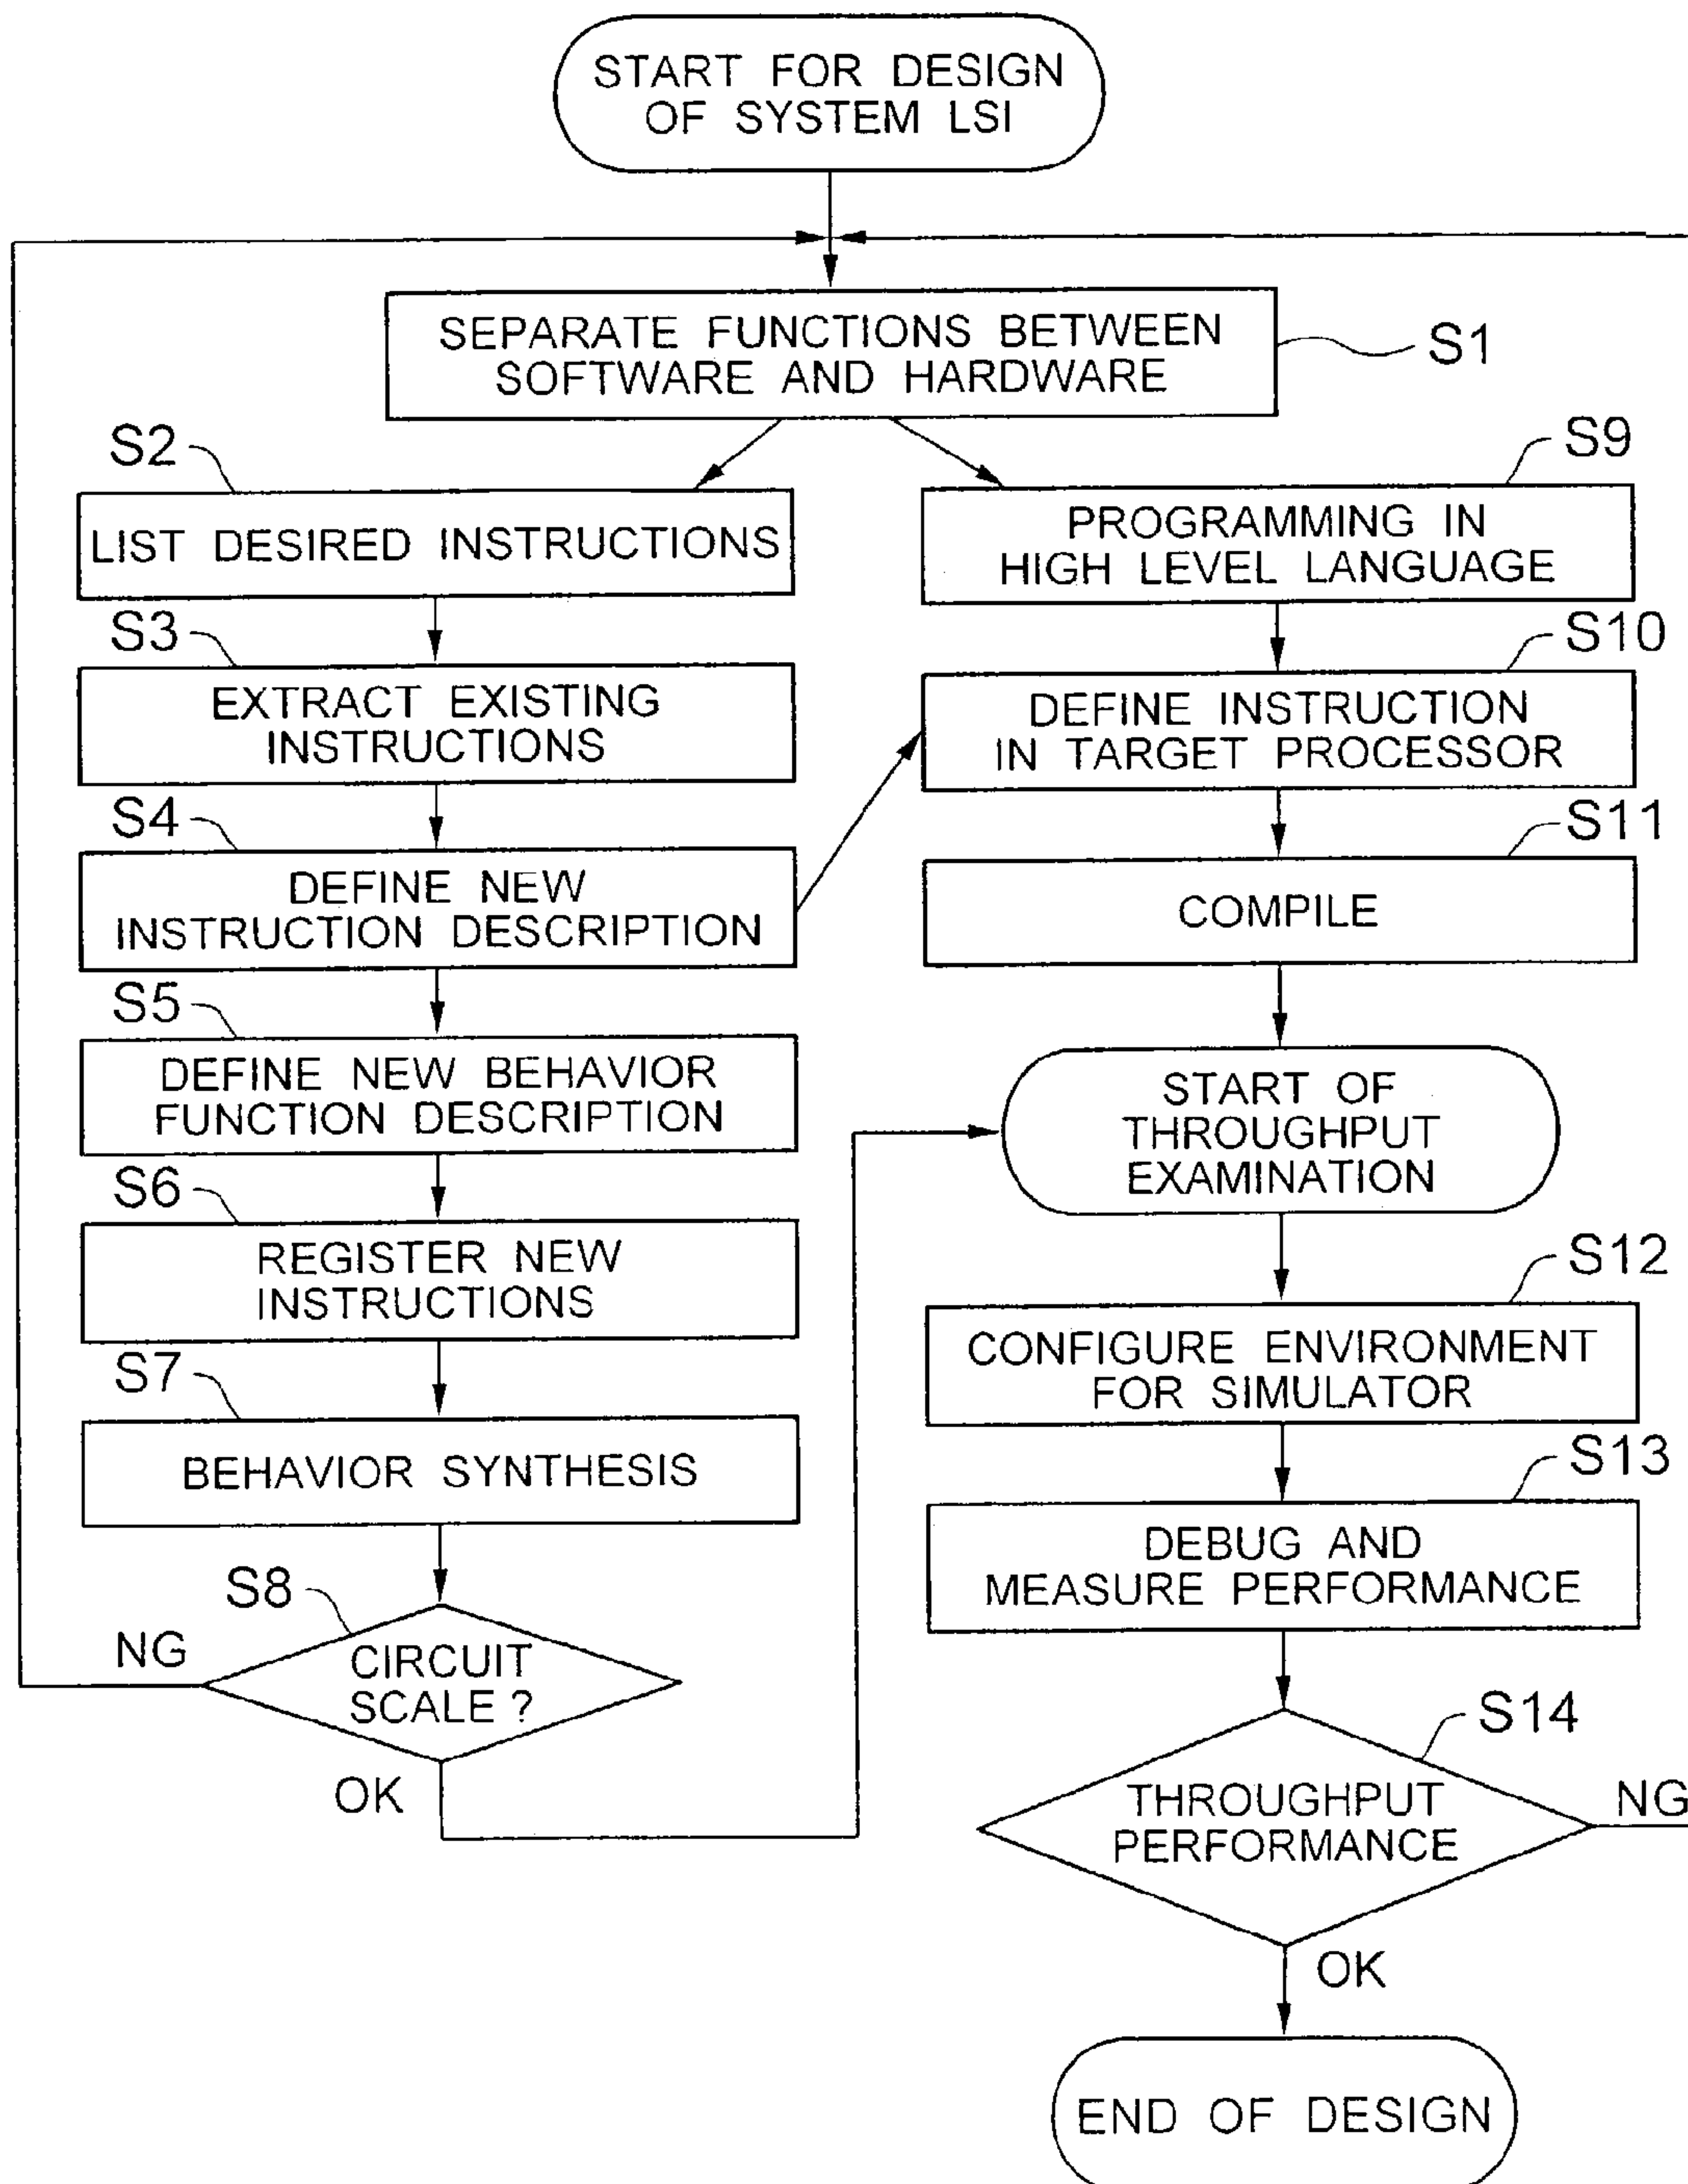 START FOR DESIGN
OF SYSTEM LSI
SEPARATE FUNCTIONS BETWEEN
SOFTWARE AND HARDWARE
S1
S2
LIST DESIRED INSTRUCTIONS
S3
EXTRACT EXISTING
INSTRUCTIONS
S4
DEFINE NEW
INSTRUCTION DESCRIPTION
S5
DEFINE NEW BEHAVIOR
FUNCTION DESCRIPTION
S6
REGISTER NEW
INSTRUCTIONS
S7
BEHAVIOR SYNTHESIS
S8
CIRCUIT
SCALE ?
NG
OK
S9
PROGRAMMING IN
HIGH LEVEL LANGUAGE
S10
DEFINE INSTRUCTION
IN TARGET PROCESSOR
S11
COMPILE
START OF
THROUGHPUT
EXAMINATION
S12
CONFIGURE ENVIRONMENT
FOR SIMULATOR
S13
DEBUG AND
MEASURE PERFORMANCE
S14
THROUGHPUT
PERFORMANCE
NG
OK
END OF DESIGN